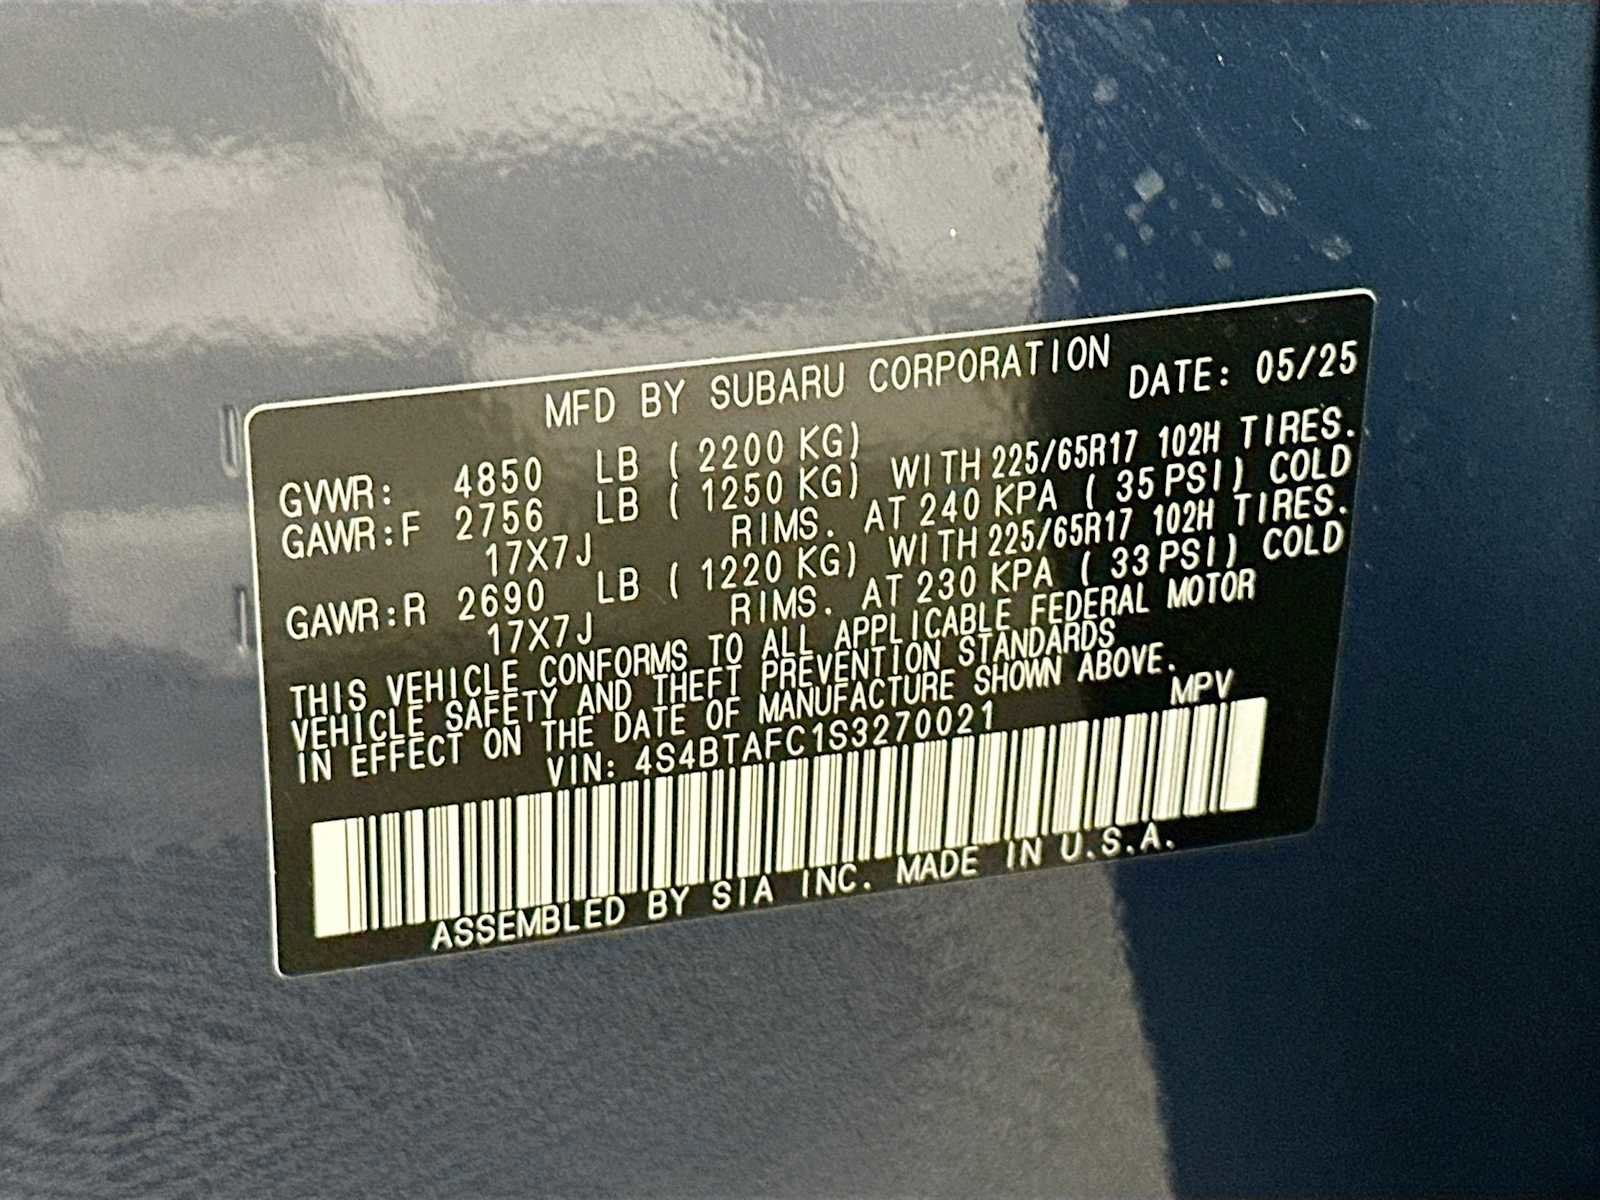 MFD BY SUBARU CORPORATION DATE: 05/25
GVWR: 4850 LB ( 2200 KG)
GAWR:F 2756 LB ( 1250 KG) WITH 225/65R17 102H TIRES.
17X7J RIMS. AT 240 KPA ( 35 PSI) COLD
GAWR:R 2690 LB ( 1220 KG) WITH 225/65R17 102H TIRES.
17X7J RIMS. AT 230 KPA ( 33 PSI) COLD
THIS VEHICLE CONFORMS TO ALL APPLICABLE FEDERAL MOTOR
VEHICLE SAFETY AND THEFT PREVENTION STANDARDS
IN EFFECT ON THE DATE OF MANUFACTURE SHOWN ABOVE.
VIN: 4S4BTAFC1S3270021 MPV
ASSEMBLED BY SIA INC. MADE IN U.S.A.